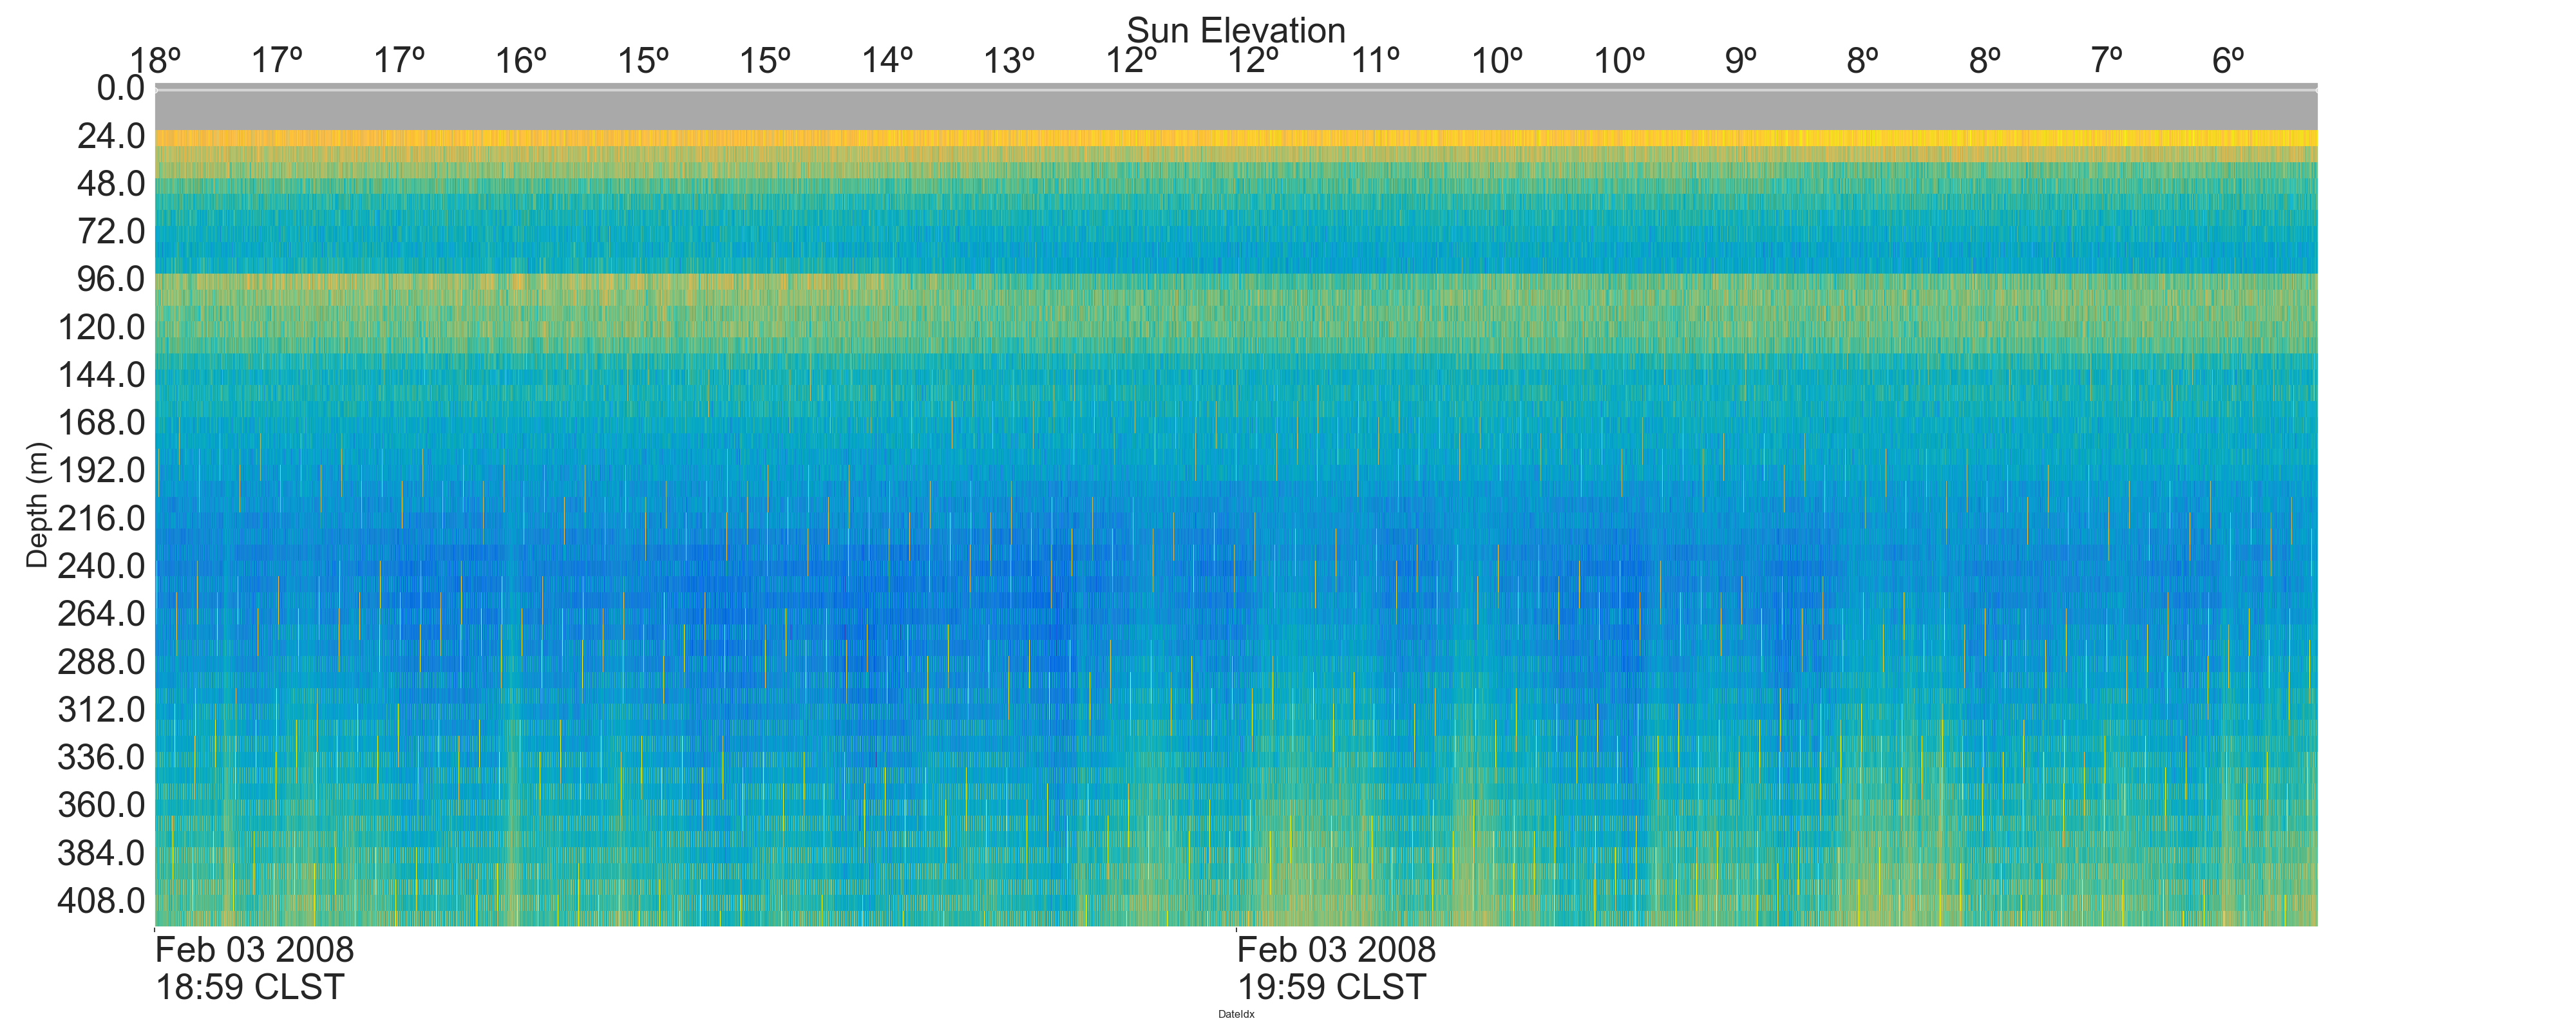 Sun Elevation
18º 17º 17º 16º 15º 15º 14º 13º 12º 12º 11º 10º 10º 9º 8º 8º 7º 6º
0.0
24.0
48.0
72.0
96.0
120.0
144.0
168.0
192.0
216.0
240.0
264.0
288.0
312.0
336.0
360.0
384.0
408.0
Depth (m)
Feb 03 2008
18:59 CLST
Feb 03 2008
19:59 CLST
DateIdx